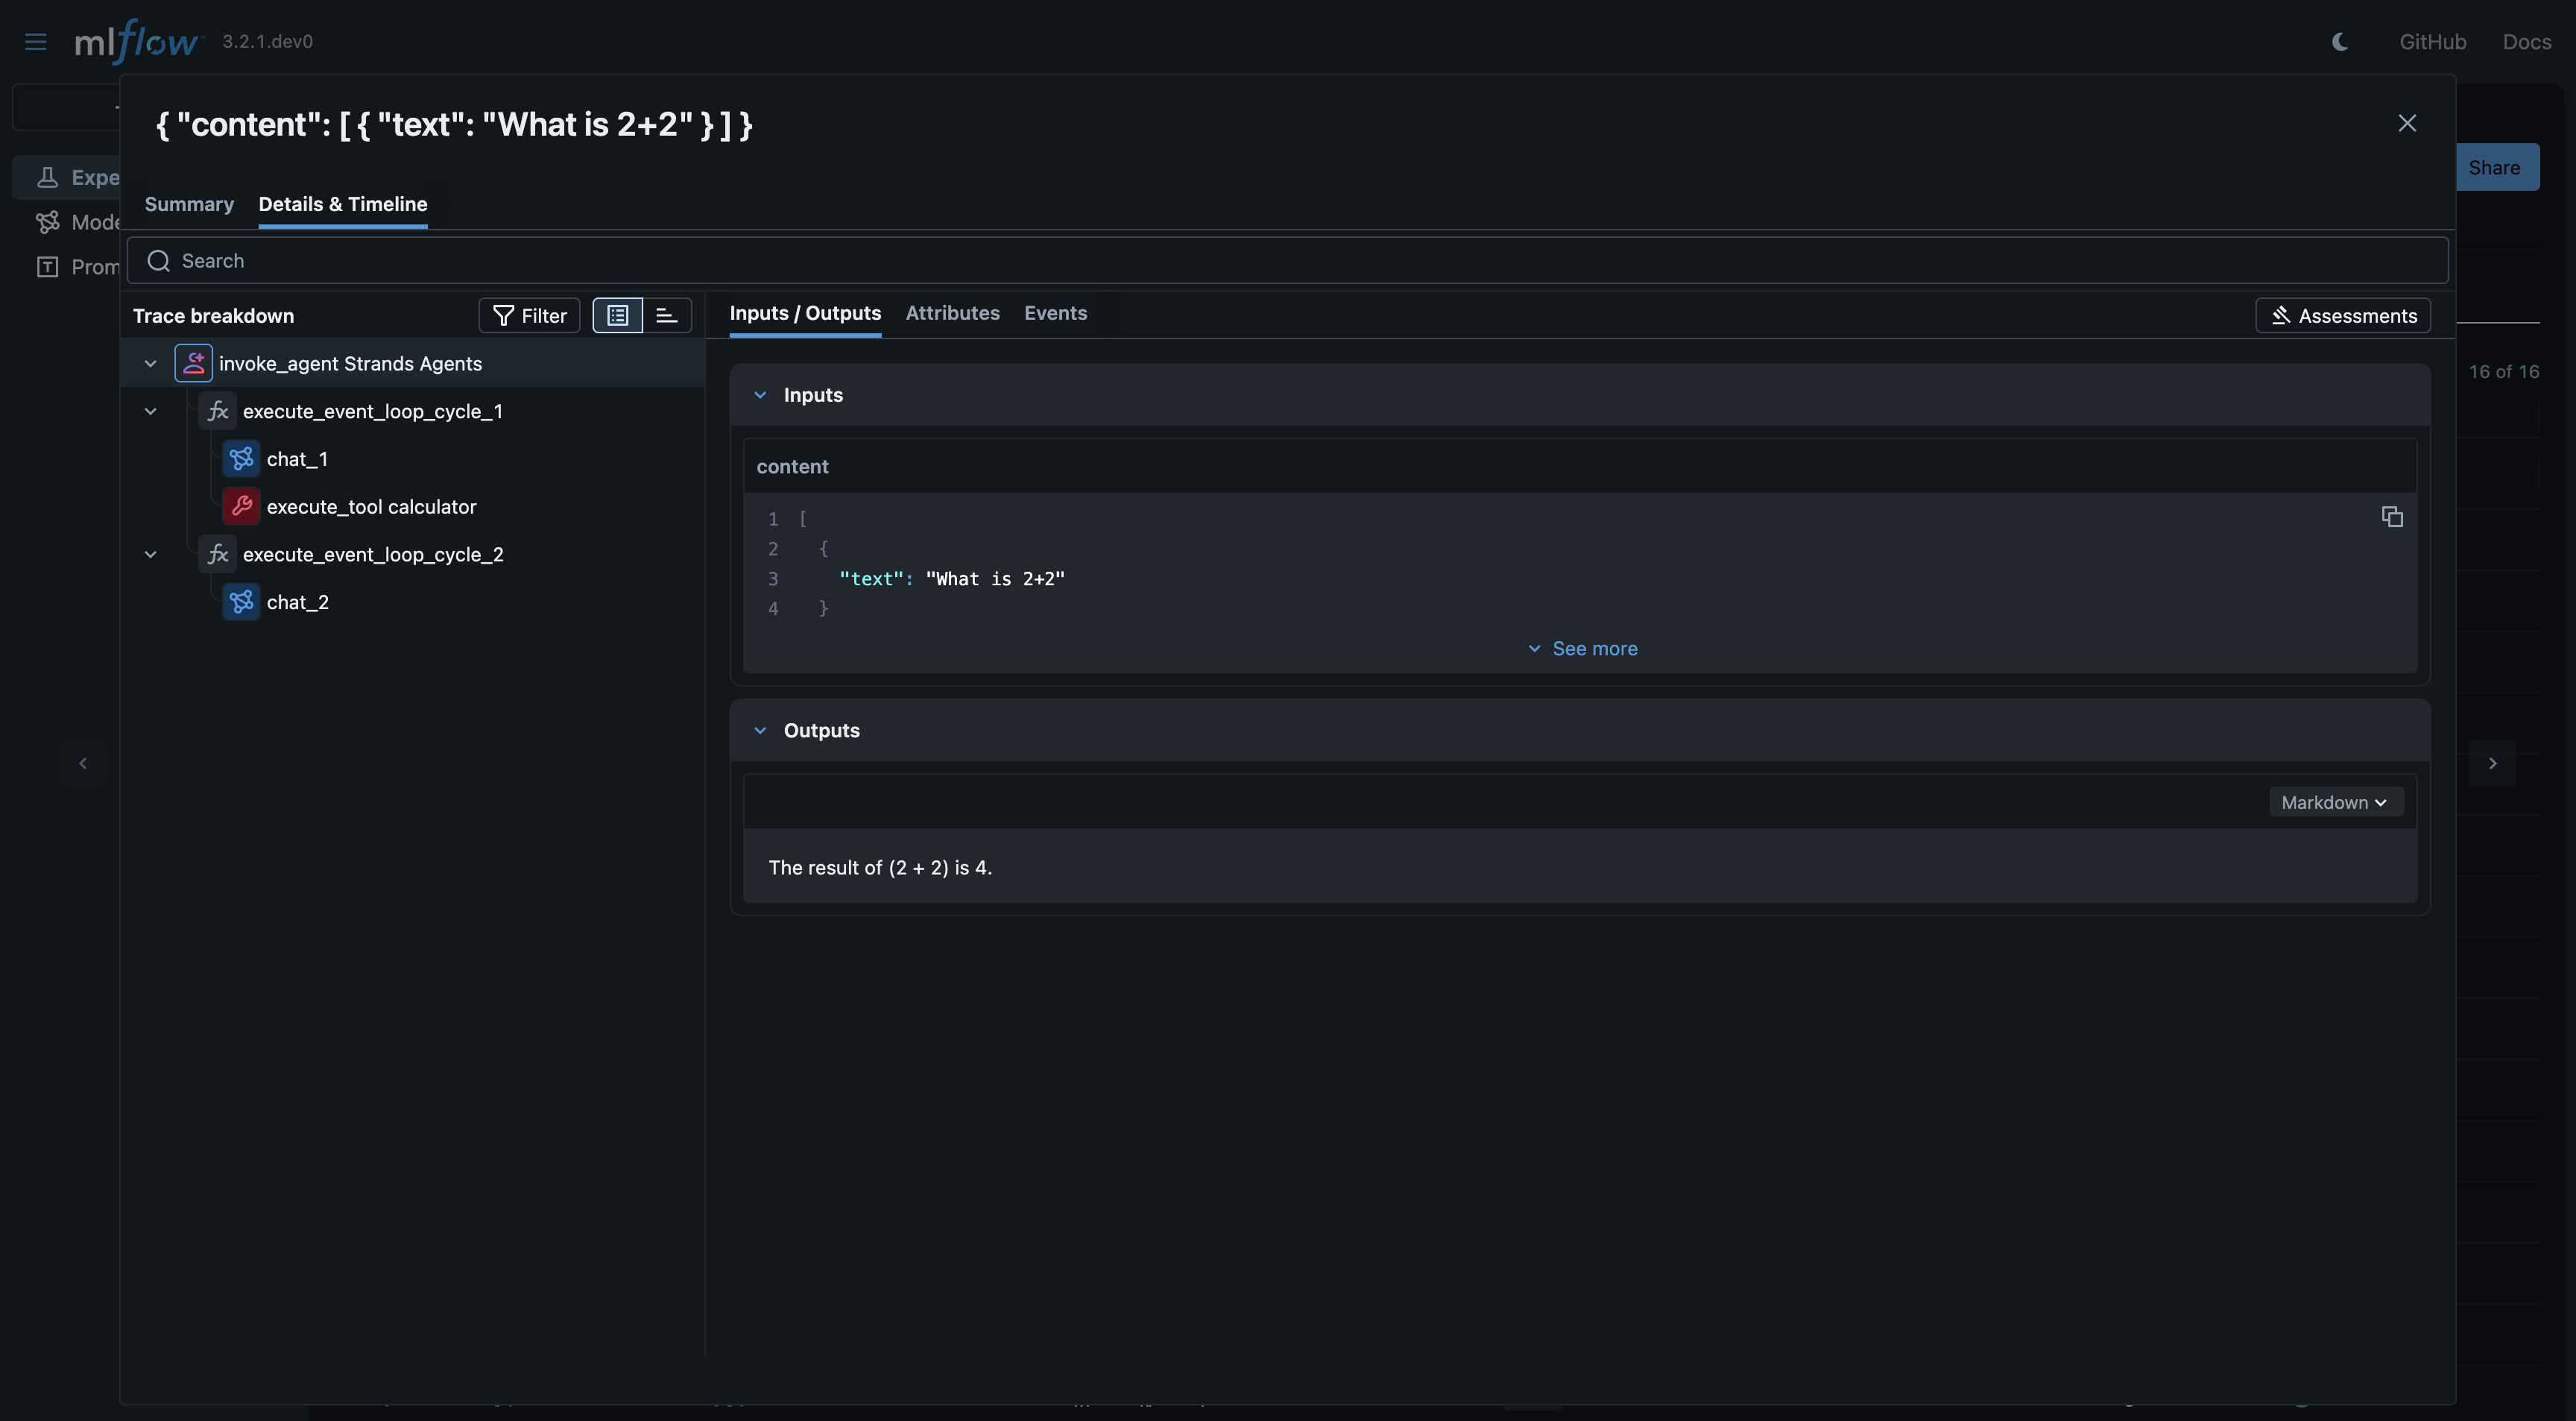 mlflow 3.2.1.dev0
GitHub Docs
{ "content": [ { "text": "What is 2+2" } ] }
Share
Expe
Summary Details & Timeline
Mode
Search
Prom
Trace breakdown Filter
Inputs / Outputs Attributes Events Assessments
invoke_agent Strands Agents
16 of 16
execute_event_loop_cycle_1
chat_1
execute_tool calculator
execute_event_loop_cycle_2
chat_2
Inputs
content
1 [
2 {
3 "text": "What is 2+2"
4 }
See more
Outputs
Markdown
The result of (2 + 2) is 4.